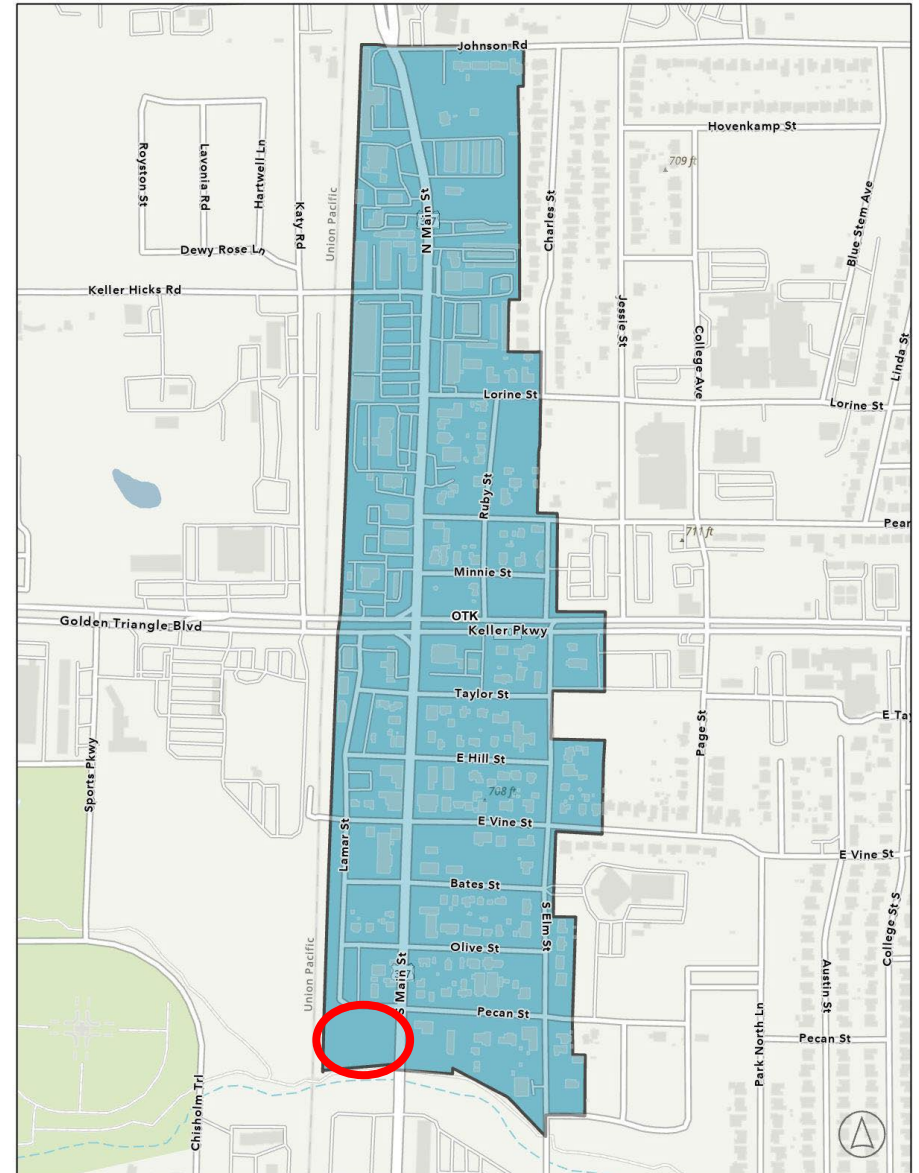 Johnson Rd
Hovenkamp St
709 ft
Royston St
Lavonia Rd
Hartwell Ln
Katy Rd
Union Pacific
N Main St
Charles St
Blue Stem Ave
Dewy Rose Ln
Keller Hicks Rd
Jessie St
College Ave
Linda St
Lorine St
Lorine St
Ruby St
Pear
711 ft
Minnie St
OTK
Golden Triangle Blvd
Keller Pkwy
Taylor St
E Ta
Page St
Sports Pkwy
E Hill St
708 ft
E Vine St
Lamar St
E Vine St
Bates St
S Elm St
College St S
Olive St
Union Pacific
S Main St
Austin St
Pecan St
Pecan St
Park North Ln
Chisholm Trl